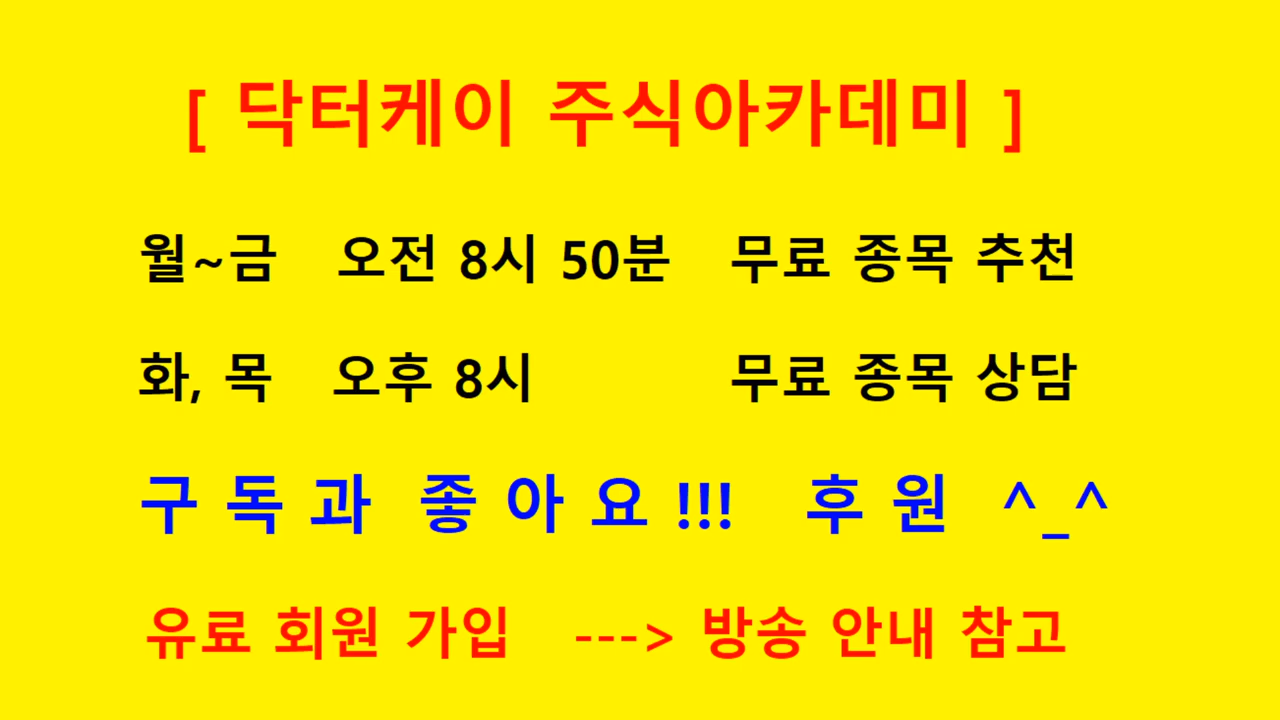 [ 닥터케이 주식아카데미 ]
월~금 오전 8시 50분 무료 종목 추천
화, 목 오후 8시 무료 종목 상담
구 독 과 좋 아 요 !!! 후 원 ^_^
유료 회원 가입 ---> 방송 안내 참고